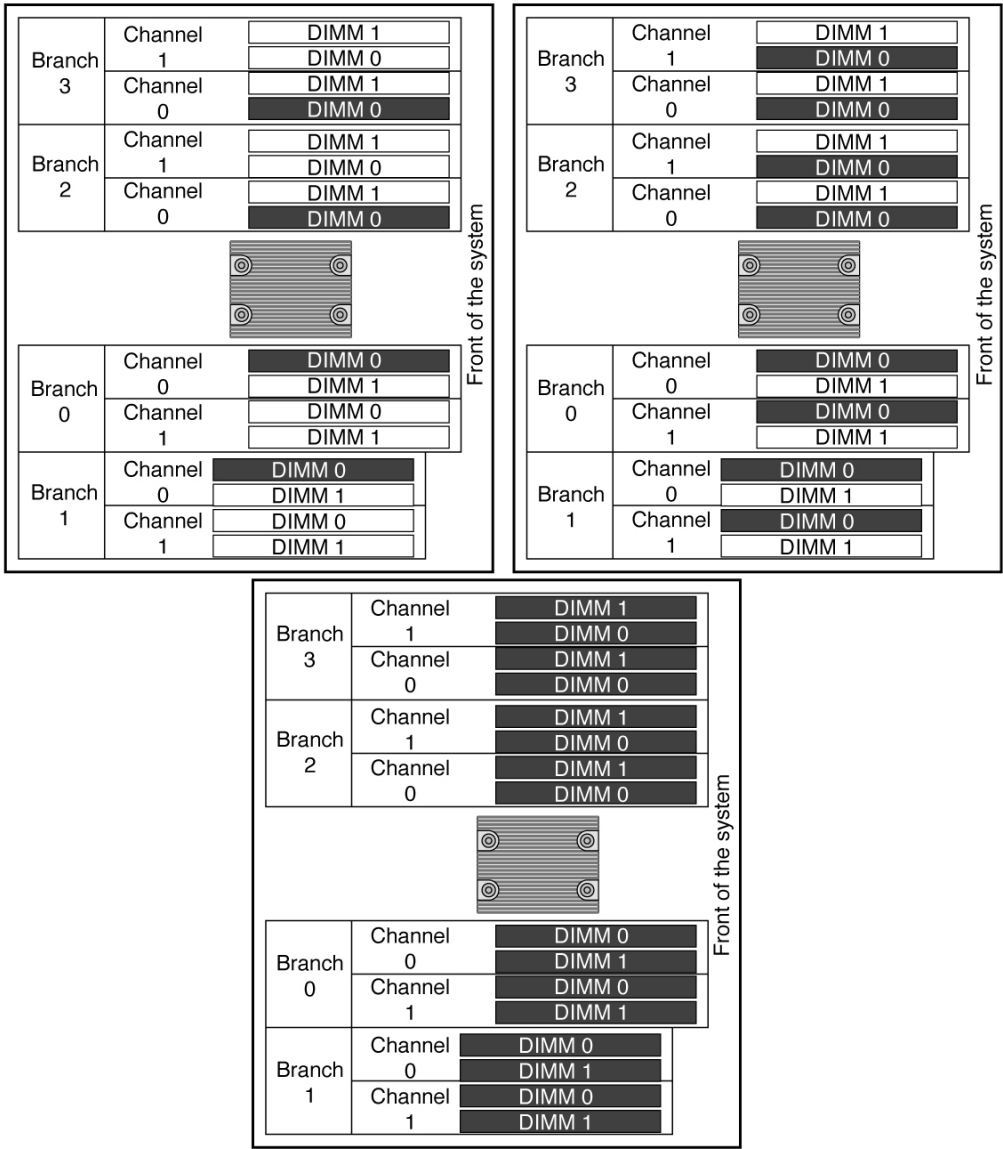 Branch
3
Channel
1
DIMM 1
DIMM 0
Channel
0
DIMM 1
DIMM 0
Branch
2
Channel
1
DIMM 1
DIMM 0
Channel
0
DIMM 1
DIMM 0
Front of the system
Branch
0
Channel
0
DIMM 0
DIMM 1
Channel
1
DIMM 0
DIMM 1
Branch
1
Channel
0
DIMM 0
DIMM 1
Channel
1
DIMM 0
DIMM 1
Branch
3
Channel
1
DIMM 1
DIMM 0
Channel
0
DIMM 1
DIMM 0
Branch
2
Channel
1
DIMM 1
DIMM 0
Channel
0
DIMM 1
DIMM 0
Front of the system
Branch
0
Channel
0
DIMM 0
DIMM 1
Channel
1
DIMM 0
DIMM 1
Branch
1
Channel
0
DIMM 0
DIMM 1
Channel
1
DIMM 0
DIMM 1
Branch
3
Channel
1
DIMM 1
DIMM 0
Channel
0
DIMM 1
DIMM 0
Branch
2
Channel
1
DIMM 1
DIMM 0
Channel
0
DIMM 1
DIMM 0
Front of the system
Branch
0
Channel
0
DIMM 0
DIMM 1
Channel
1
DIMM 0
DIMM 1
Branch
1
Channel
0
DIMM 0
DIMM 1
Channel
1
DIMM 0
DIMM 1